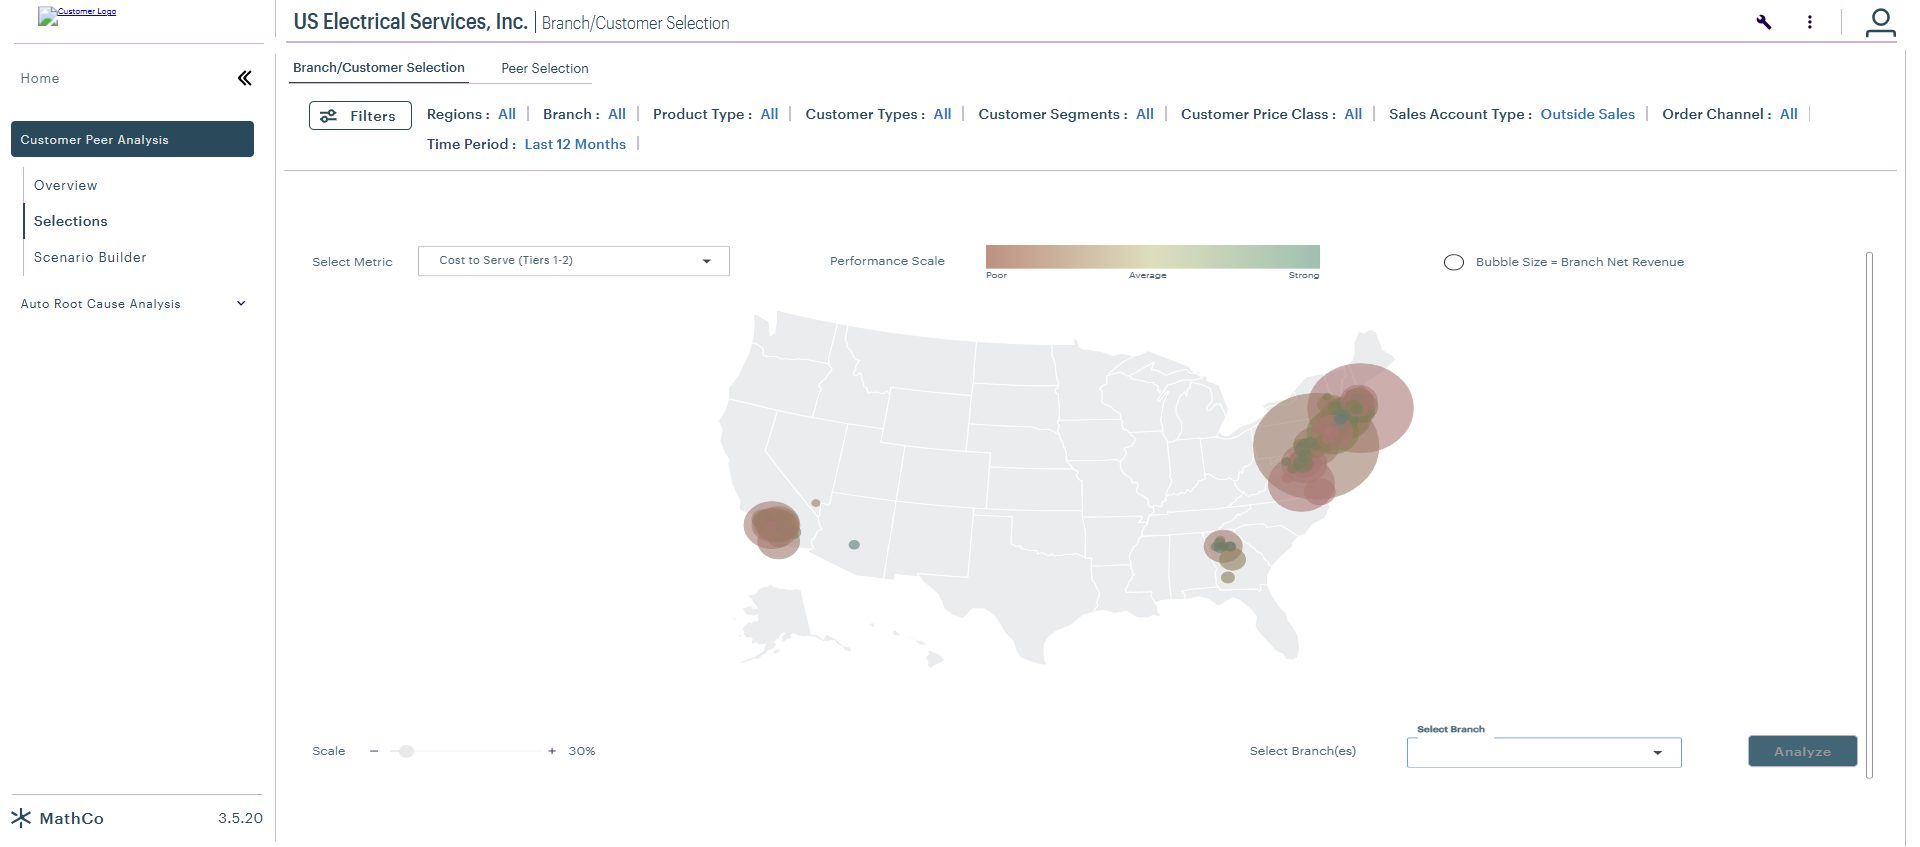 Customer Logo
US Electrical Services, Inc. | Branch/Customer Selection
Home
Customer Peer Analysis
Overview
Selections
Scenario Builder
Auto Root Cause Analysis
MathCo 3.5.20
Branch/Customer Selection Peer Selection
Filters
Regions : All Branch : All Product Type : All Customer Types : All Customer Segments : All Customer Price Class : All Sales Account Type : Outside Sales Order Channel : All
Time Period : Last 12 Months
Select Metric Cost to Serve (Tiers 1-2)
Performance Scale
Poor Average Strong
Bubble Size = Branch Net Revenue
Scale − + 30%
Select Branch(es)
Select Branch
Analyze